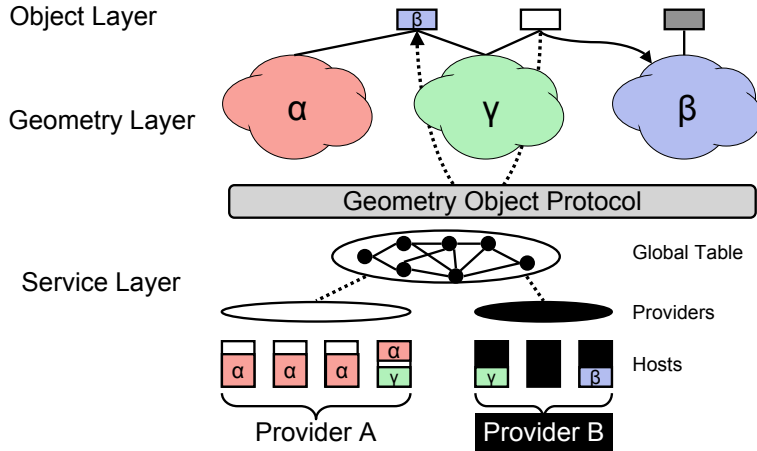 Object Layer
β
Geometry Layer
α
γ
β
Geometry Object Protocol
Global Table
Service Layer
Providers
α
α
α
α
γ
γ
β
Hosts
Provider A
Provider B